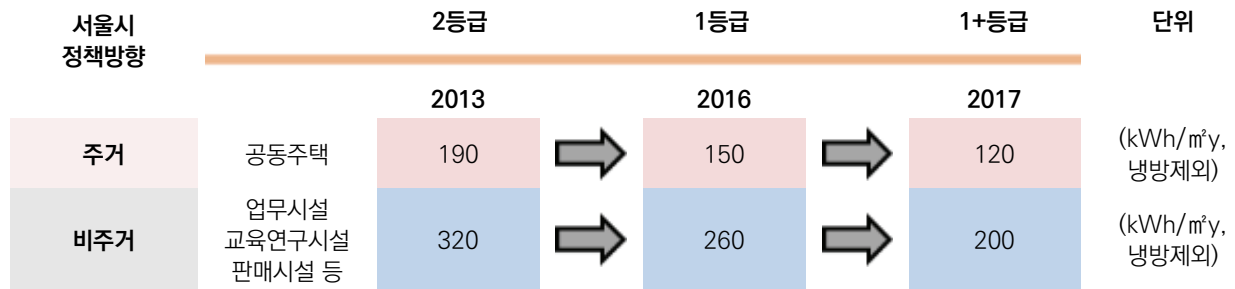 서울시
정책방향
2등급 1등급 1+등급 단위
2013 2016 2017
주거 공동주택 190 150 120 (kWh/㎡y,
냉방제외)
비주거 업무시설
교육연구시설
판매시설 등
320 260 200 (kWh/㎡y,
냉방제외)